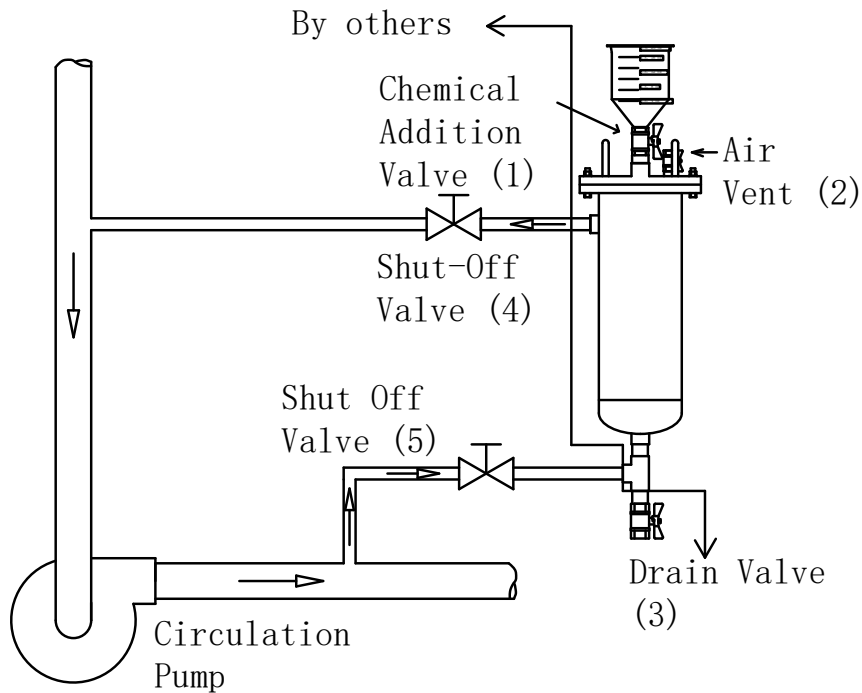 By others
Chemical
Addition
Valve (1)
Air
Vent (2)
Shut-Off
Valve (4)
Shut Off
Valve (5)
Drain Valve
(3)
Circulation
Pump